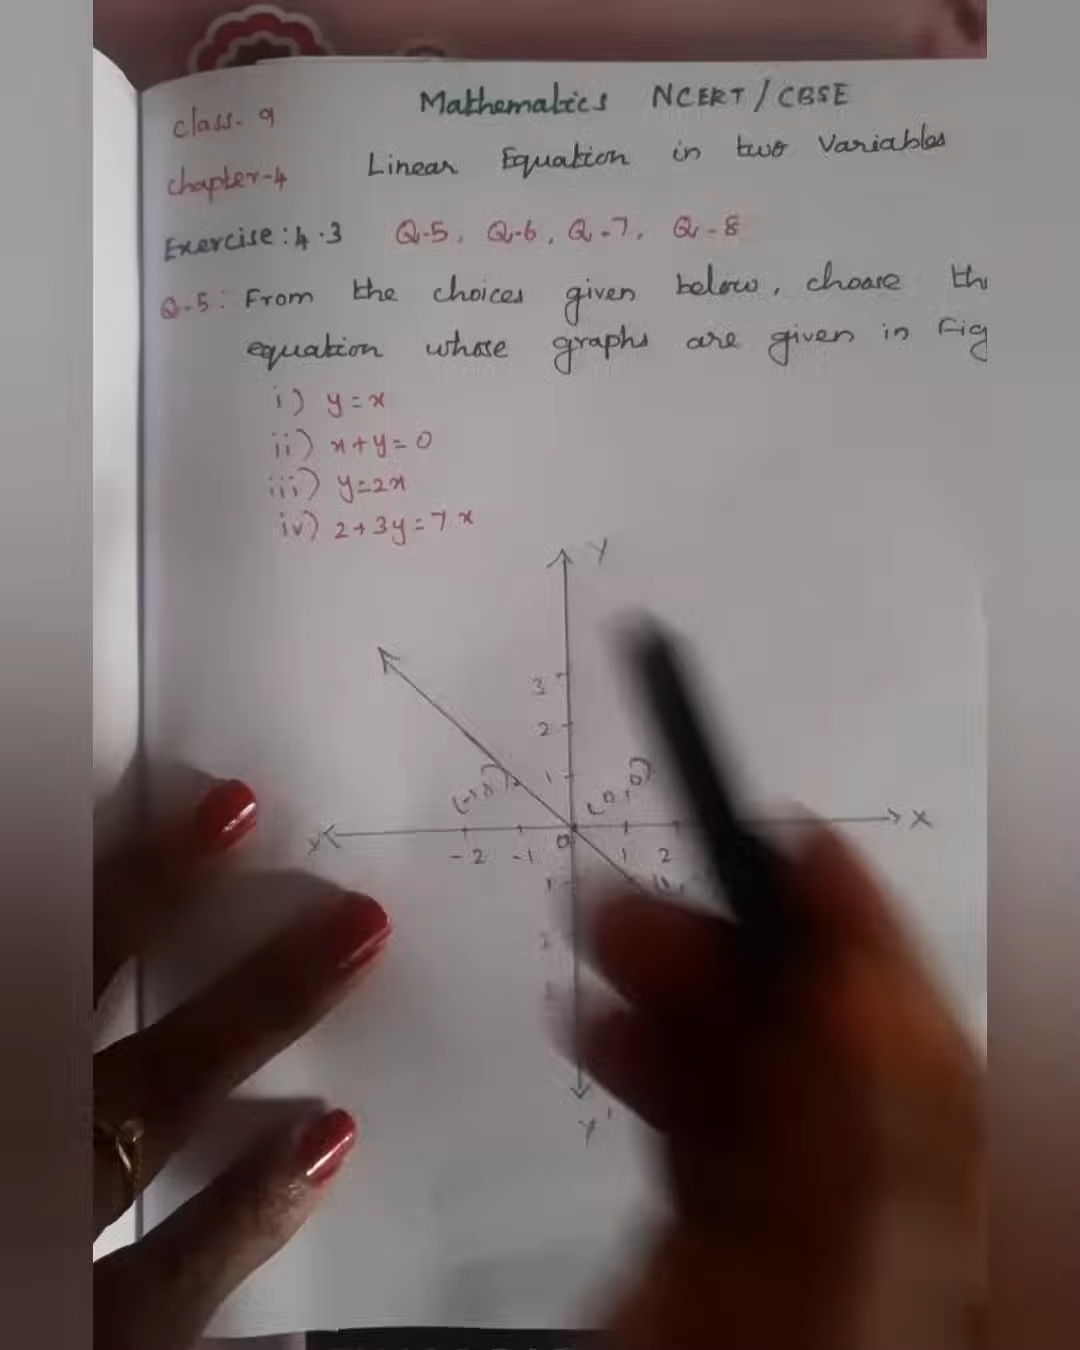 Mathematics NCERT / CBSE
class. 9
chapter-4 Linear Equation in two Variables
Exercise: 4.3 Q-5, Q-6, Q-7, Q-8
Q-5: From the choices given below, choose
equation whose graphs are given in Fig
i) y=x
ii) x+y=0
iii) y=2x
iv) 2+3y=7x
Y
3
2
1
(0,0)
X
-2 -1 0 1 2
1
Y'